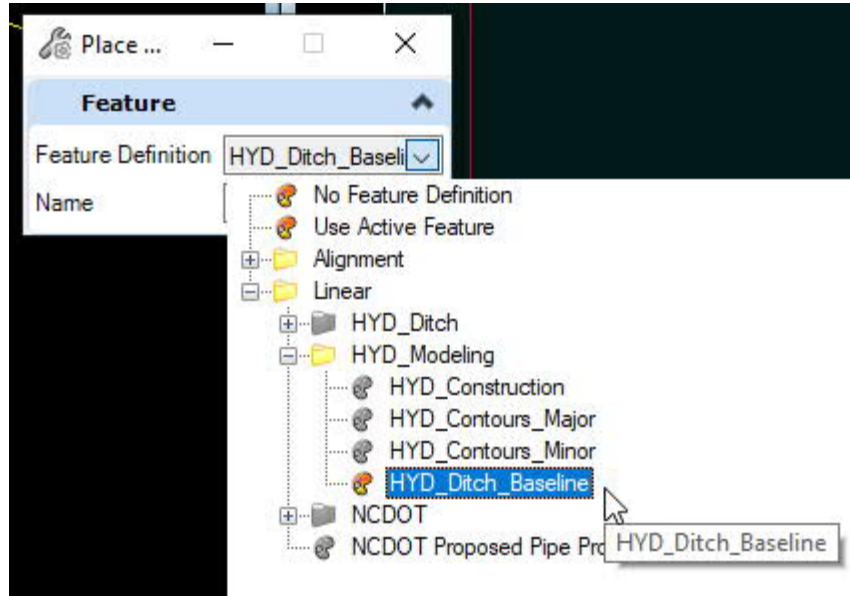 Place ...
Feature
Feature Definition HYD_Ditch_Baseli
Name
No Feature Definition
Use Active Feature
Alignment
Linear
HYD_Ditch
HYD_Modeling
HYD_Construction
HYD_Contours_Major
HYD_Contours_Minor
HYD_Ditch_Baseline
NCDOT
NCDOT Proposed Pipe Pro
HYD_Ditch_Baseline